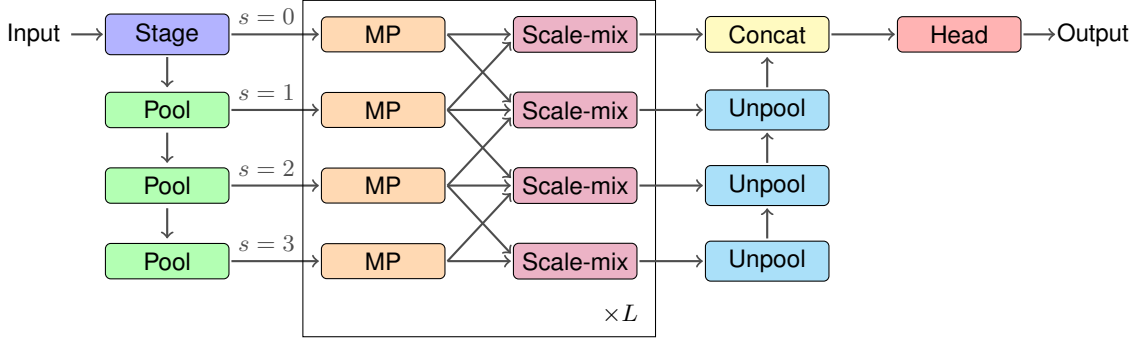 Input Stage s = 0 MP Scale-mix Concat Head Output
Pool s = 1 MP Scale-mix Unpool
Pool s = 2 MP Scale-mix Unpool
Pool s = 3 MP Scale-mix Unpool
×L